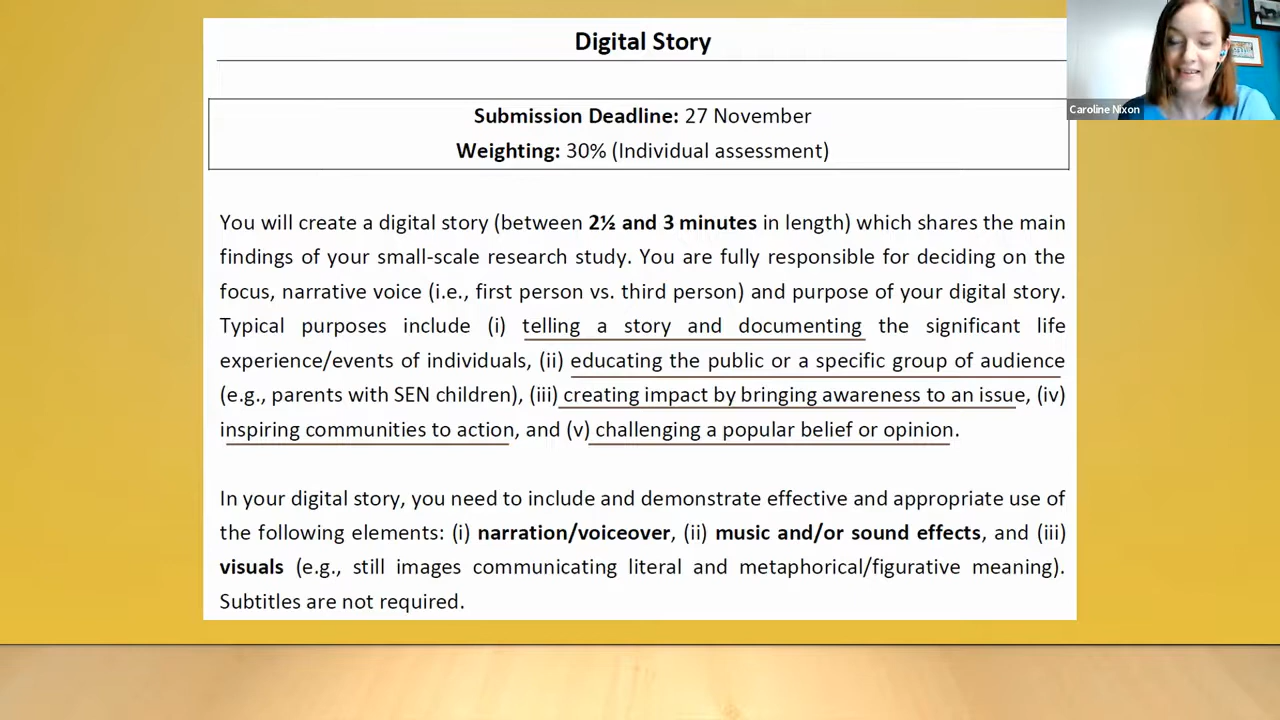 Digital Story
Caroline Nixon
Submission Deadline: 27 November
Weighting: 30% (Individual assessment)
You will create a digital story (between 2½ and 3 minutes in length) which shares the main
findings of your small-scale research study. You are fully responsible for deciding on the
focus, narrative voice (i.e., first person vs. third person) and purpose of your digital story.
Typical purposes include (i) telling a story and documenting the significant life
experience/events of individuals, (ii) educating the public or a specific group of audience
(e.g., parents with SEN children), (iii) creating impact by bringing awareness to an issue, (iv)
inspiring communities to action, and (v) challenging a popular belief or opinion.
In your digital story, you need to include and demonstrate effective and appropriate use of
the following elements: (i) narration/voiceover, (ii) music and/or sound effects, and (iii)
visuals (e.g., still images communicating literal and metaphorical/figurative meaning).
Subtitles are not required.